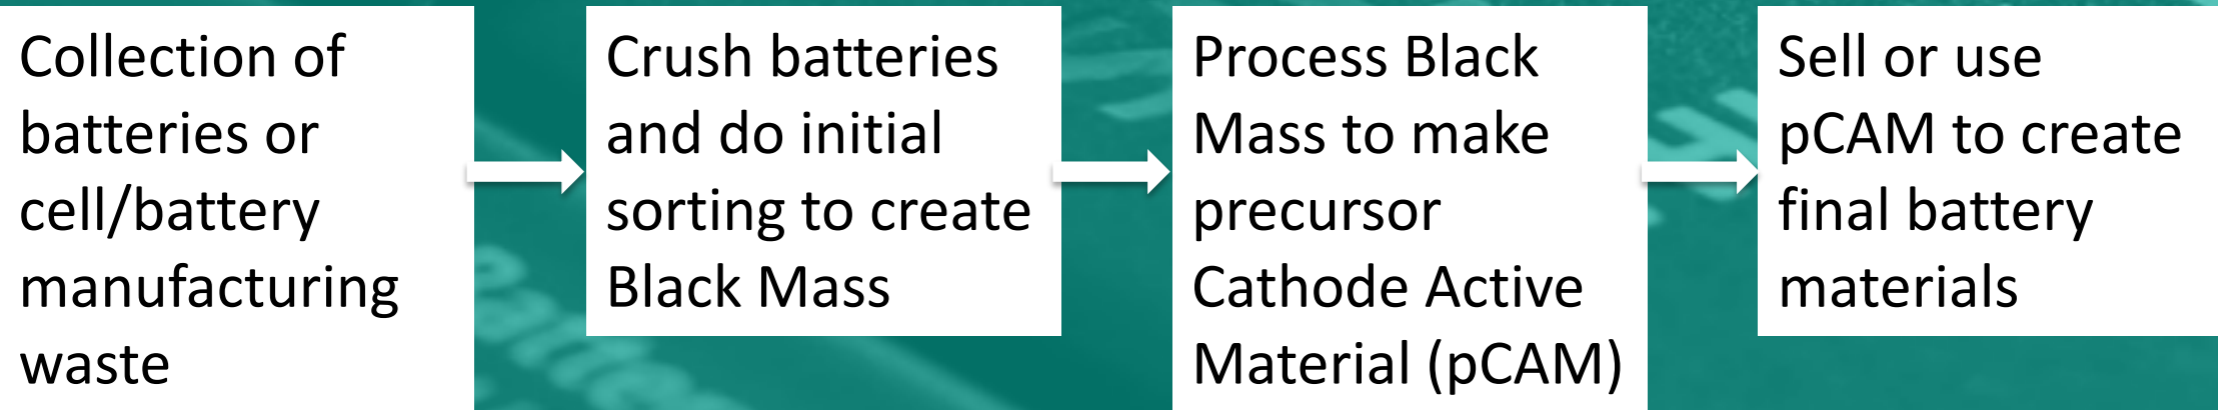 Collection of
batteries or
cell/battery
manufacturing
waste
Crush batteries
and do initial
sorting to create
Black Mass
Process Black
Mass to make
precursor
Cathode Active
Material (pCAM)
Sell or use
pCAM to create
final battery
materials